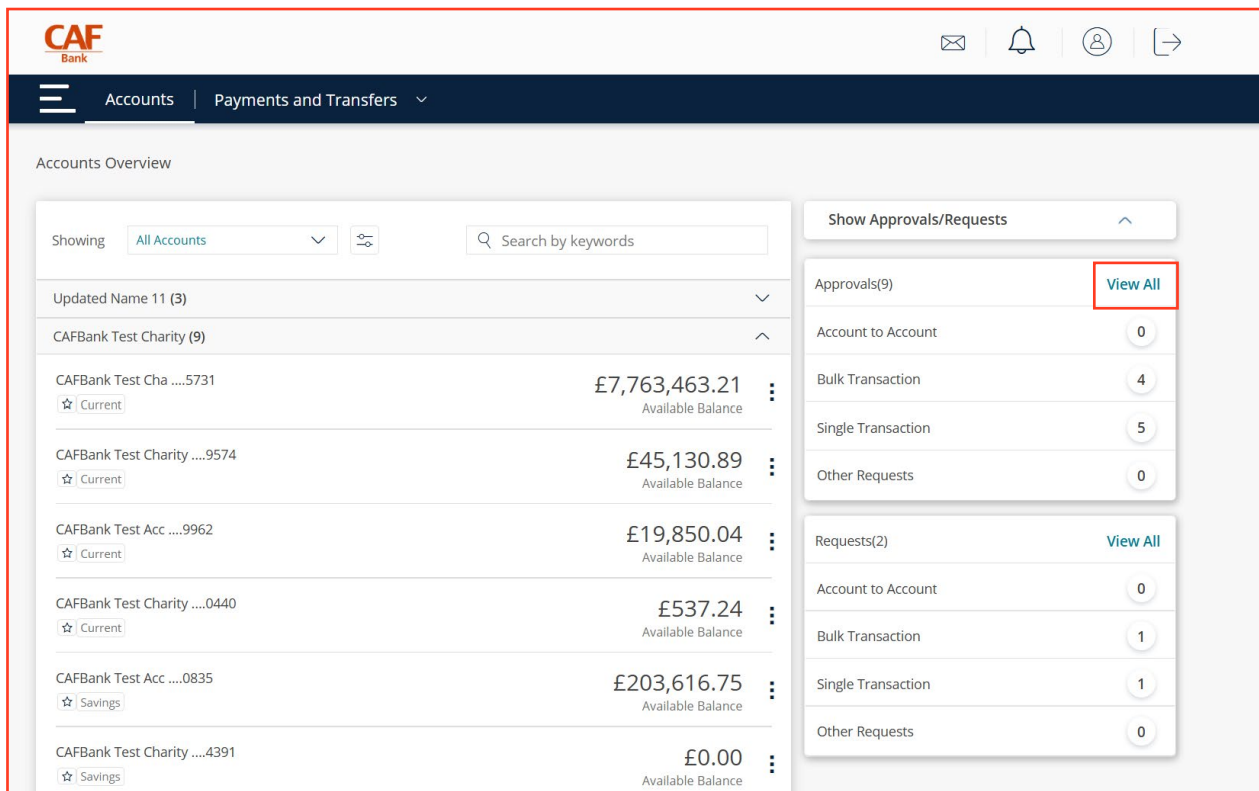 CAF
Bank
Accounts
Payments and Transfers
Accounts Overview
Showing
All Accounts
Search by keywords
Updated Name 11 (3)
CAFBank Test Charity (9)
CAFBank Test Cha ....5731
Current
£7,763,463.21
Available Balance
CAFBank Test Charity ....9574
Current
£45,130.89
Available Balance
CAFBank Test Acc ....9962
Current
£19,850.04
Available Balance
CAFBank Test Charity ....0440
Current
£537.24
Available Balance
CAFBank Test Acc ....0835
Savings
£203,616.75
Available Balance
CAFBank Test Charity ....4391
Savings
£0.00
Available Balance
Show Approvals/Requests
Approvals(9) View All
Account to Account 0
Bulk Transaction 4
Single Transaction 5
Other Requests 0
Requests(2) View All
Account to Account 0
Bulk Transaction 1
Single Transaction 1
Other Requests 0